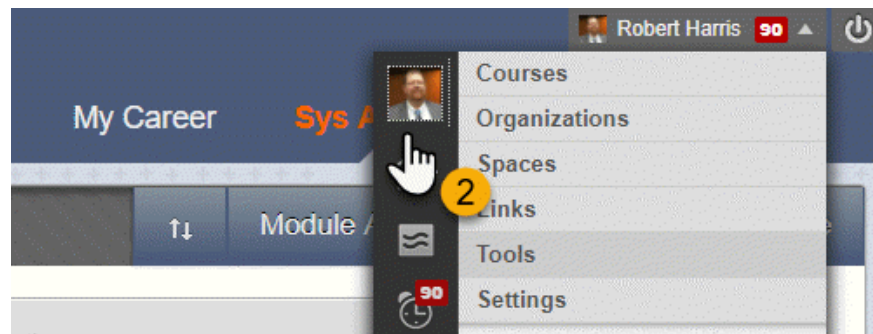 Robert Harris 90
My Career
Sys
Courses
Organizations
Spaces
Links
Tools
Settings
2
Module
90